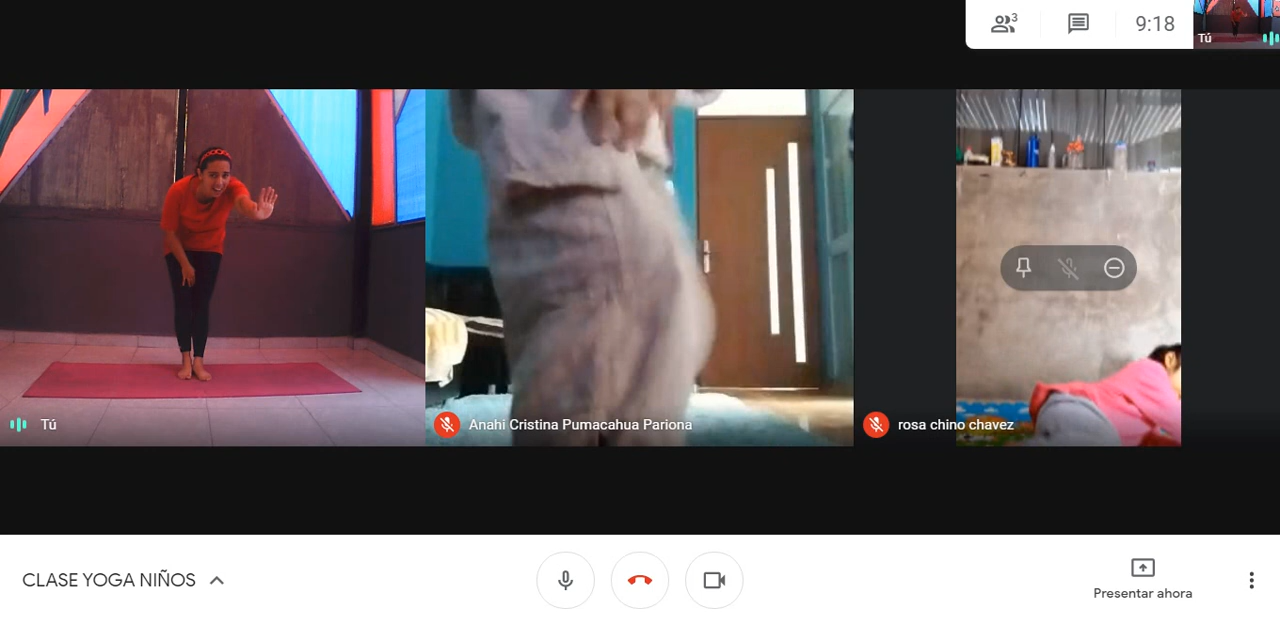 3
9:18
Tú
Tú
Anahi Cristina Pumacahua Pariona
rosa chino chavez
CLASE YOGA NIÑOS
Presentar ahora